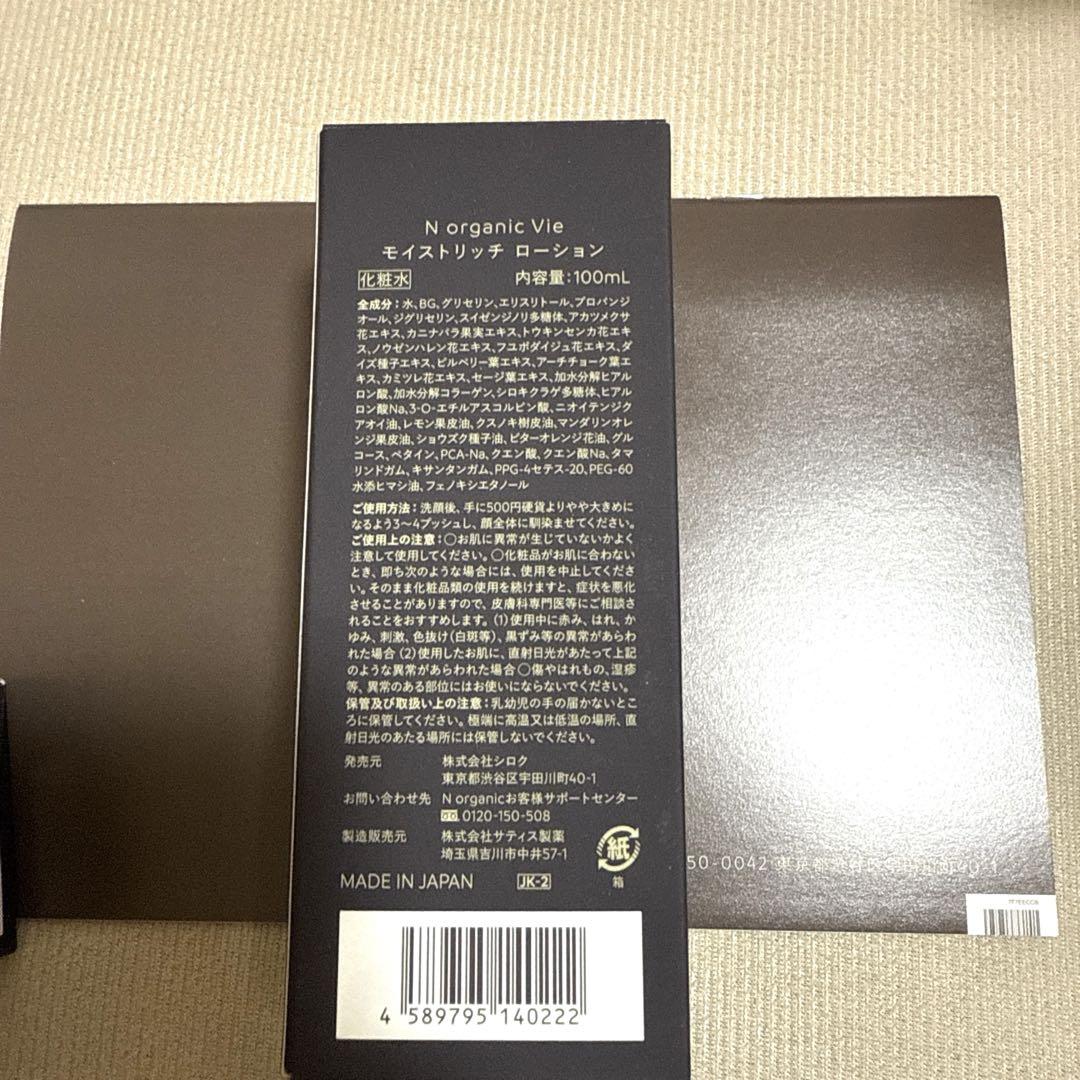 N organic Vie
モイストリッチ ローション
化粧水 内容量:100mL
全成分:水、BG、グリセリン、エリスリトール、プロパンジ
オール、ジグリセリン、スイゼンジノリ多糖体、アカツメクサ
花エキス、カニナバラ果実エキス、トウキンセンカ花エキ
ス、ノウゼンハレン花エキス、フユボダイジュ花エキス、ダ
イズ種子エキス、ビルベリー葉エキス、アーチチョーク葉エ
キス、カミツレ花エキス、セージ葉エキス、加水分解ヒアル
ロン酸、加水分解コラーゲン、シロキクラゲ多糖体、ヒアル
ロン酸Na、3-O-エチルアスコルビン酸、ニオイテンジク
アオイ油、レモン果皮油、クスノキ樹皮油、マンダリンオレ
ンジ果皮油、ショウズク種子油、ビターオレンジ花油、グル
コース、ベタイン、PCA-Na、クエン酸、クエン酸Na、タマ
リンドガム、キサンタンガム、PPG-4セテス-20、PEG-60
水添ヒマシ油、フェノキシエタノール
ご使用方法:洗顔後、手に500円硬貨よりやや大きめに
なるよう3〜4プッシュし、顔全体に馴染ませてください。
ご使用上の注意:○お肌に異常が生じていないかよく
注意して使用してください。○化粧品がお肌に合わない
とき、即ち次のような場合には、使用を中止してくださ
い。そのまま化粧品類の使用を続けますと、症状を悪化
させることがありますので、皮膚科専門医等にご相談さ
れることをおすすめします。(1)使用中に赤み、はれ、か
ゆみ、刺激、色抜け(白斑等)、黒ずみ等の異常があらわ
れた場合(2)使用したお肌に、直射日光があたって上記
のような異常があらわれた場合○傷やはれもの、湿疹
等、異常のある部位にはお使いにならないでください。
保管及び取扱い上の注意:乳幼児の手の届かないとこ
ろに保管してください。極端に高温又は低温の場所、直
射日光のあたる場所には保管しないでください。
発売元 株式会社シロク
東京都渋谷区宇田川町40-1
お問い合わせ先 N organicお客様サポートセンター
0120-150-508
製造販売元 株式会社サティス製薬
埼玉県吉川市中井57-1
紙
箱
MADE IN JAPAN JK-2
4 589795 140222
50-0042 東京都渋谷区
7F7EECCB